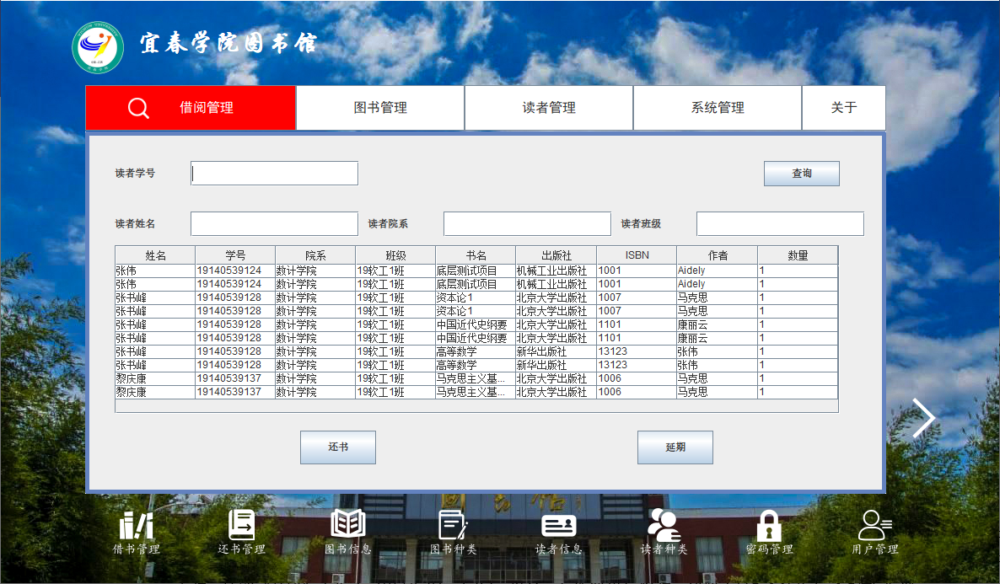 宜春学院图书馆
借阅管理 图书管理 读者管理 系统管理 关于
读者学号 查询
读者姓名 读者院系 读者班级
姓名 学号 院系 班级 书名 出版社 ISBN 作者 数量
张伟 19140539124 数计学院 19软工1班 底层测试项目 机械工业出版社 1001 Aidely 1
张伟 19140539124 数计学院 19软工1班 底层测试项目 机械工业出版社 1001 Aidely 1
张书峰 19140539128 数计学院 19软工1班 资本论1 北京大学出版社 1007 马克思 1
张书峰 19140539128 数计学院 19软工1班 资本论1 北京大学出版社 1007 马克思 1
张书峰 19140539128 数计学院 19软工1班 中国近代史纲要 北京大学出版社 1101 康丽云 1
张书峰 19140539128 数计学院 19软工1班 中国近代史纲要 北京大学出版社 1101 康丽云 1
张书峰 19140539128 数计学院 19软工1班 高等数学 新华出版社 13123 张伟 1
张书峰 19140539128 数计学院 19软工1班 高等数学 新华出版社 13123 张伟 1
黎庆康 19140539137 数计学院 19软工1班 马克思主义基... 北京大学出版社 1006 马克思 1
黎庆康 19140539137 数计学院 19软工1班 马克思主义基... 北京大学出版社 1006 马克思 1
还书 延期
借书管理 还书管理 图书信息 图书种类 读者信息 读者种类 密码管理 用户管理